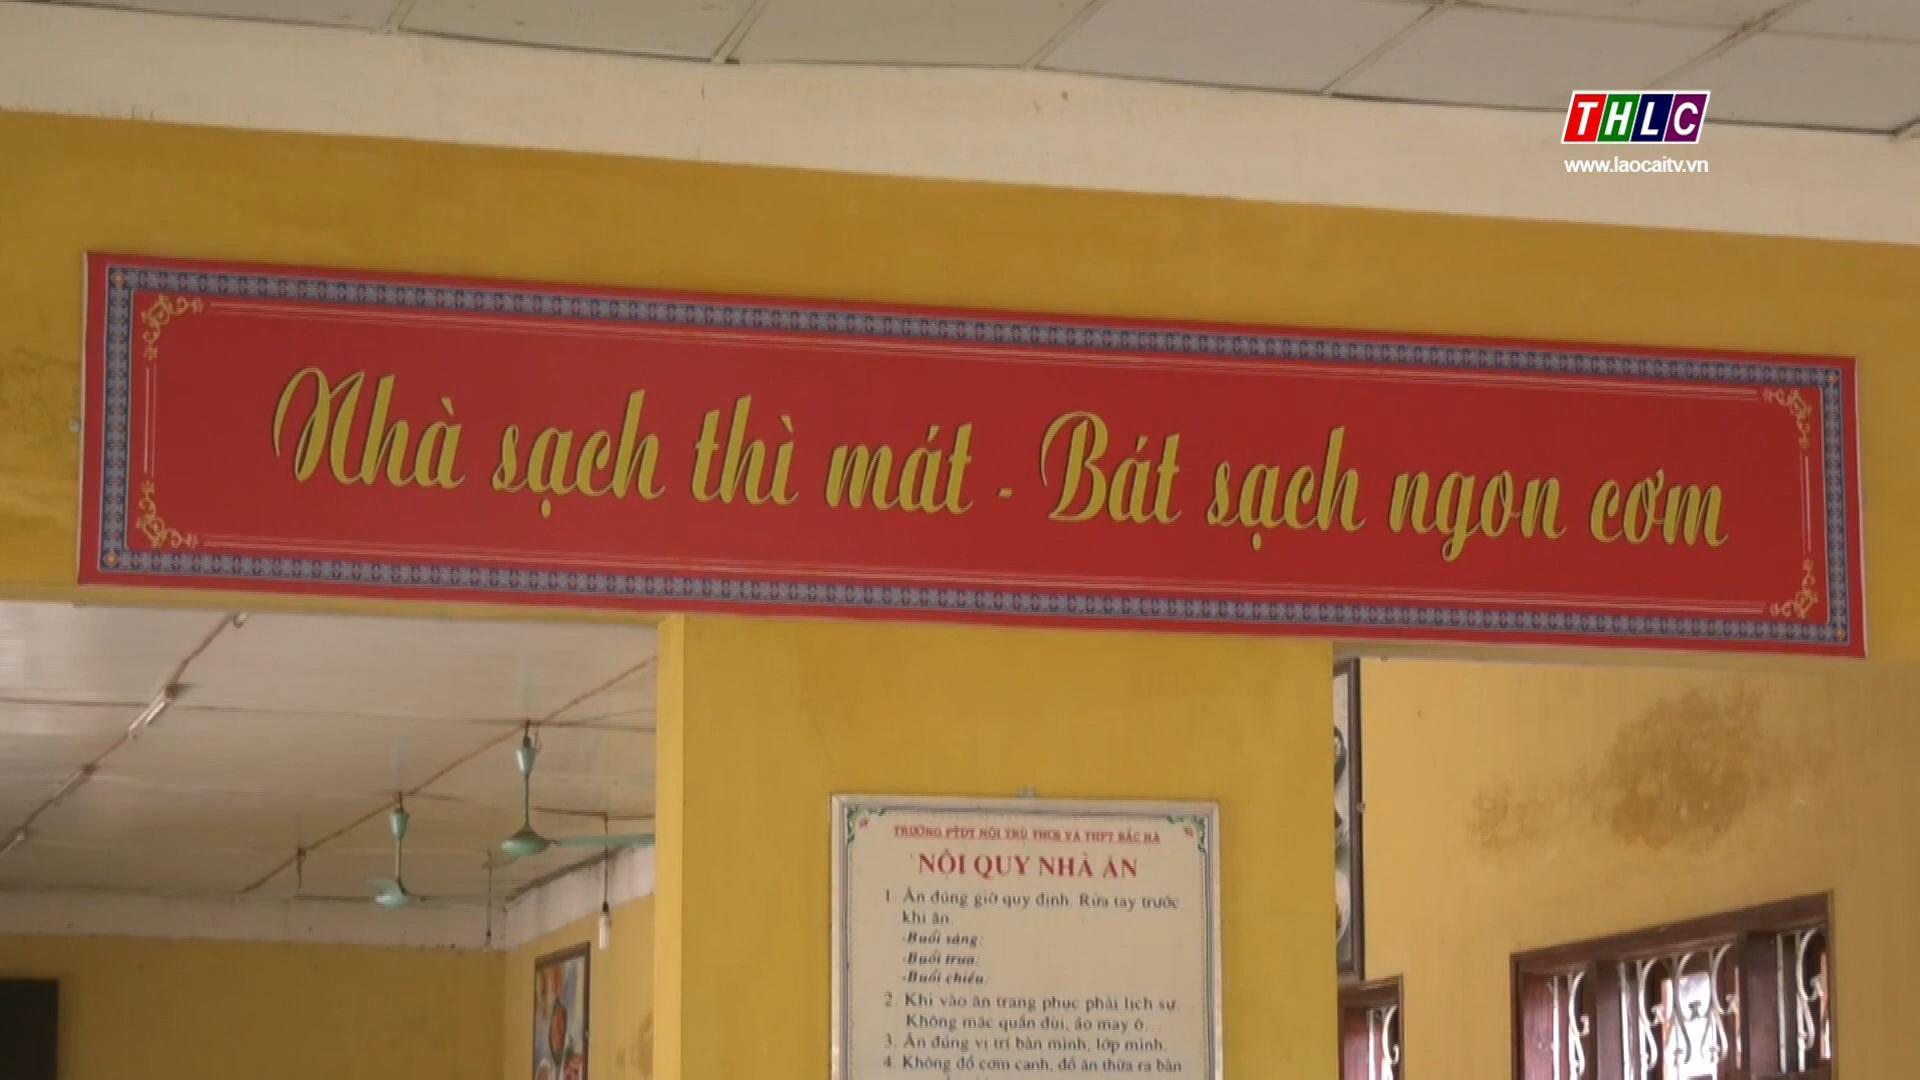 THLC
www.laocaitv.vn
Nhà sạch thì mát - Bát sạch ngon cơm
TRƯỜNG PTDT NỘI TRÚ THCS VÀ THPT BẮC HÀ
NỘI QUY NHÀ ĂN
1. Ăn đúng giờ quy định. Rửa tay trước
khi ăn.
-Buổi sáng:
-Buổi trưa:
-Buổi chiều:
2. Khi vào ăn trang phục phải lịch sự.
Không mặc quần đùi, áo may ô...
3. Ăn đúng vị trí bàn mình, lớp mình.
4. Không đổ cơm canh, đồ ăn thừa ra bàn